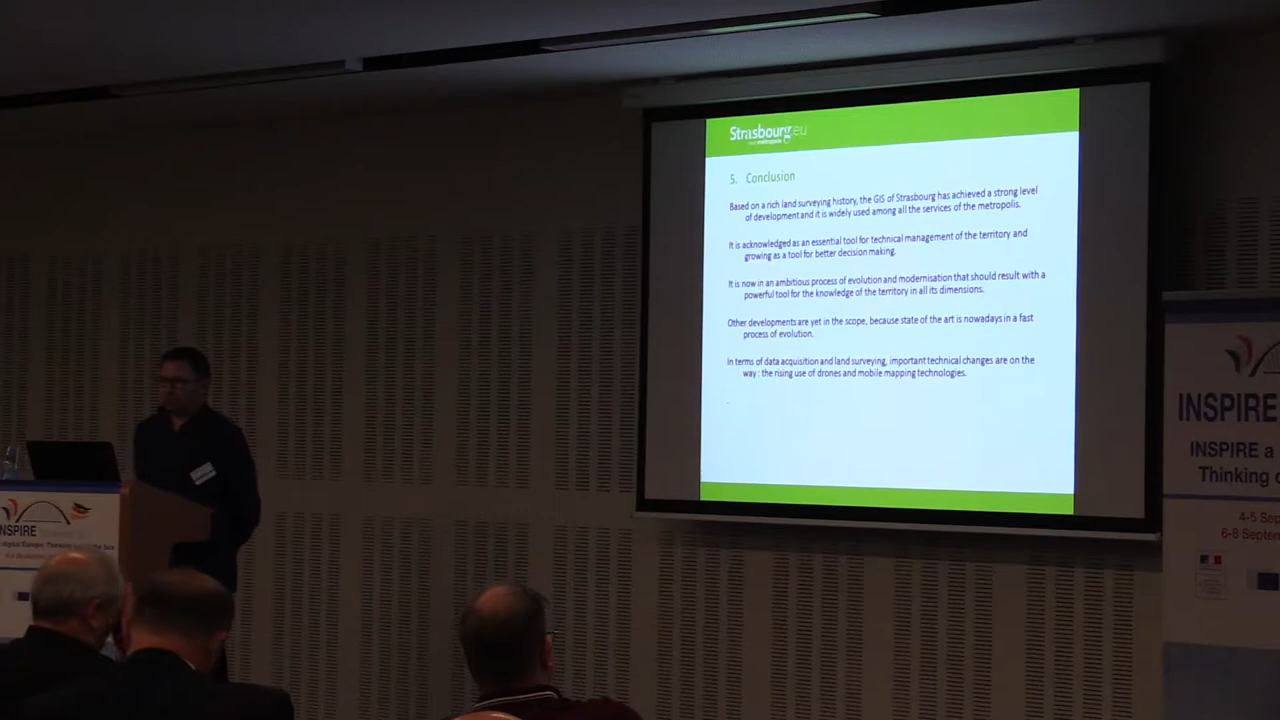 Strasbourg.eu
5. Conclusion
Based on a rich land surveying history, the GIS of Strasbourg has achieved a strong level
of development and it is widely used among all the services of the metropolis.
It is acknowledged as an essential tool for technical management of the territory and
growing as a tool for better decision making.
It is now in an ambitious process of evolution and modernisation that should result with a
powerful tool for the knowledge of the territory in all its dimensions.
Other developments are yet in the scope, because state of the art is nowadays in a fast
process of evolution.
In terms of data acquisition and land surveying, important technical changes are on the
way : the rising use of drones and mobile mapping technologies.
INSPIRE
INSPIRE a
Thinking
4-5 Sep
6-8 Septem
INSPIRE
digital Europe: Thinking